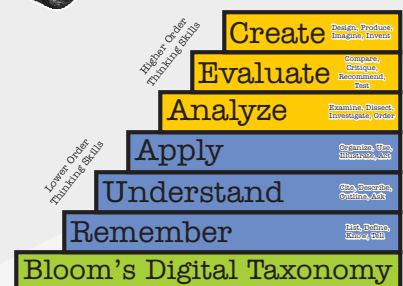 Higher Order
Thinking Skills
Create
Design, Produce,
Imagine, Invent
Evaluate
Compare,
Critique,
Recommend,
Test
Analyze
Examine, Dissect,
Investigate, Order
Lower Order
Thinking Skills
Apply
Organize, Use,
Illustrate, Act
Understand
Cite, Describe,
Outline, Ask
Remember
List, Define,
Know, Tell
Bloom's Digital Taxonomy